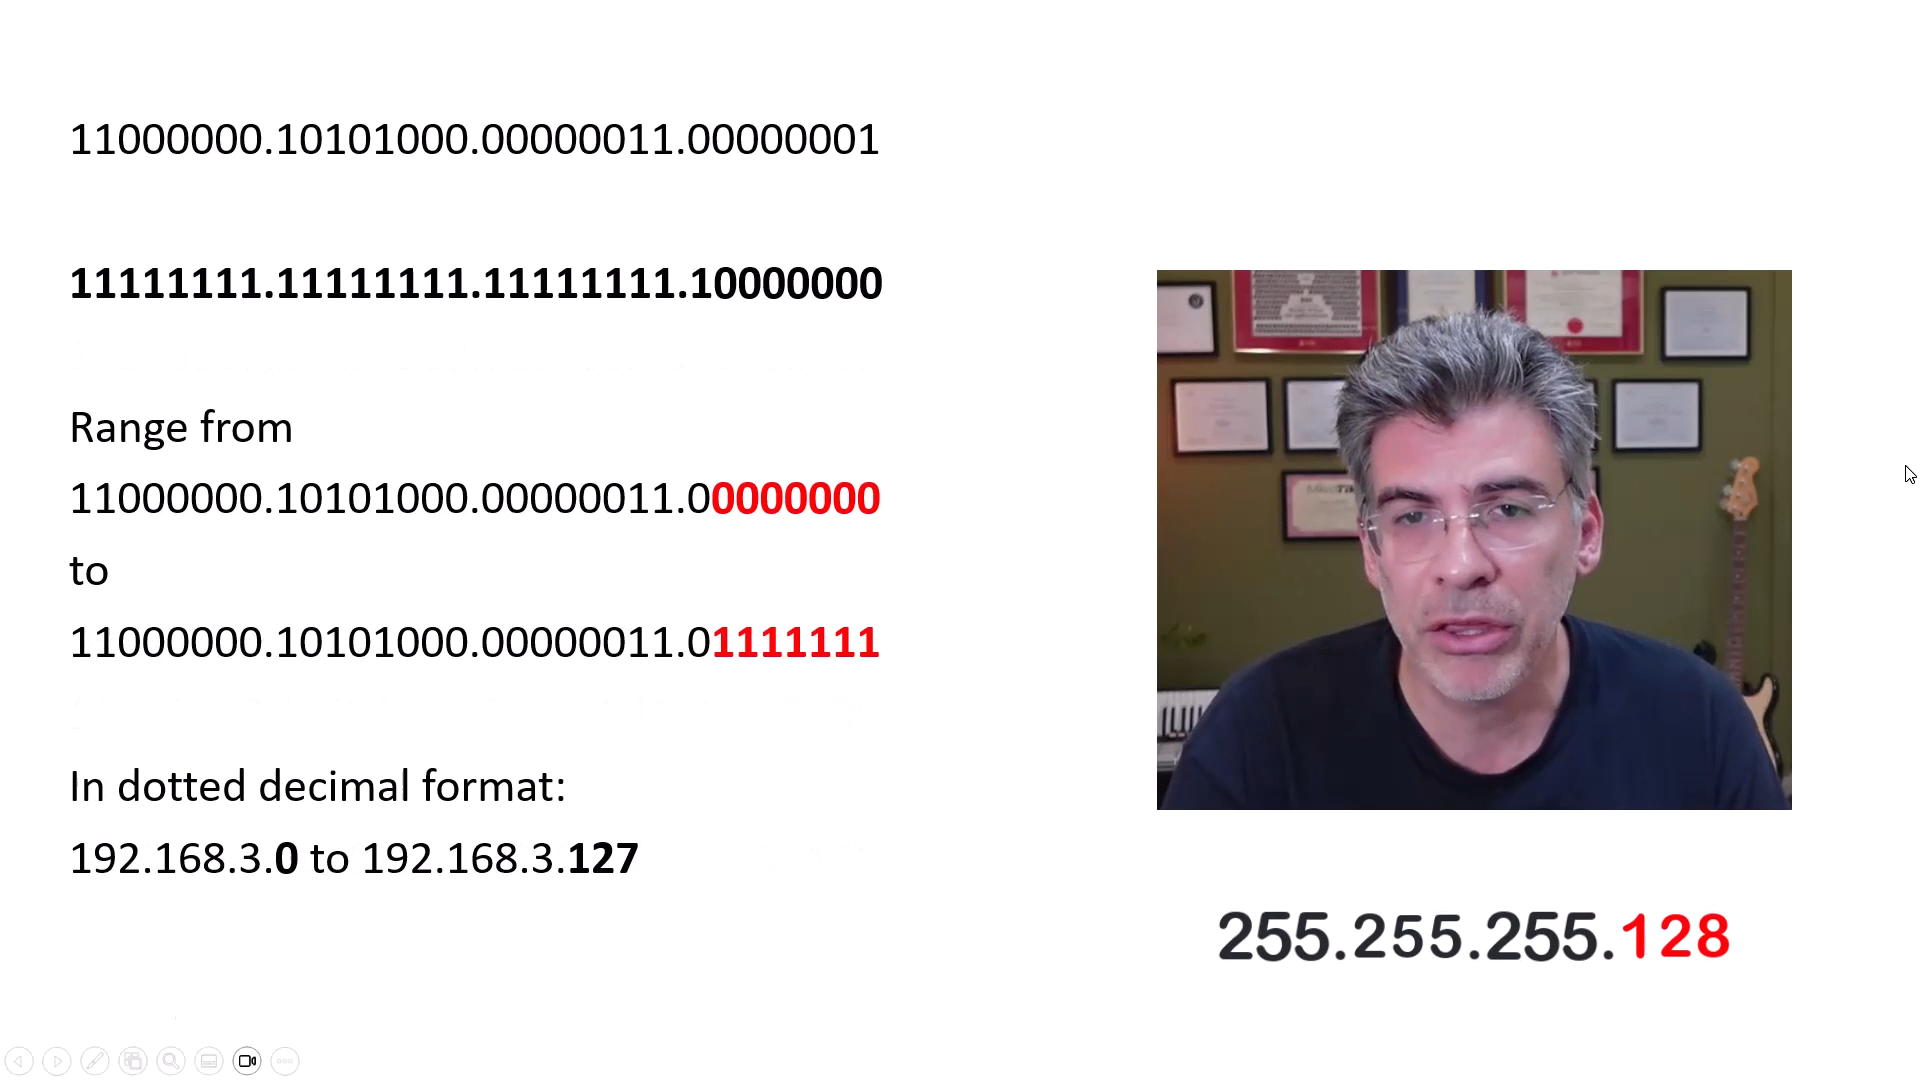 11000000.10101000.00000011.00000001
11111111.11111111.11111111.10000000
Range from
11000000.10101000.00000011.00000000
to
11000000.10101000.00000011.01111111
In dotted decimal format:
192.168.3.0 to 192.168.3.127
255.255.255.128